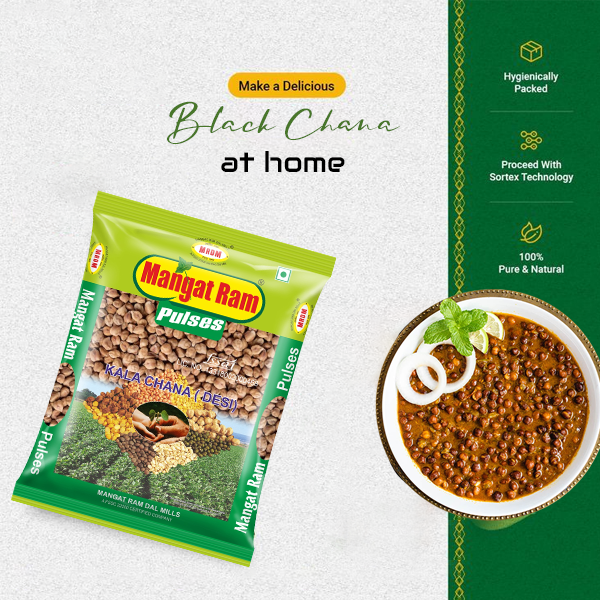 Make a Delicious
Black Chana
at home
Hygienically
Packed
Proceed With
Sortex Technology
100%
Pure & Natural
MRDM
MRDM
MRDM
Mangat Ram
®
Pulses
KALA CHANA (DESI)
Mangat Ram
Pulses
Pulses
Mangat Ram
MANGAT RAM DAL MILLS